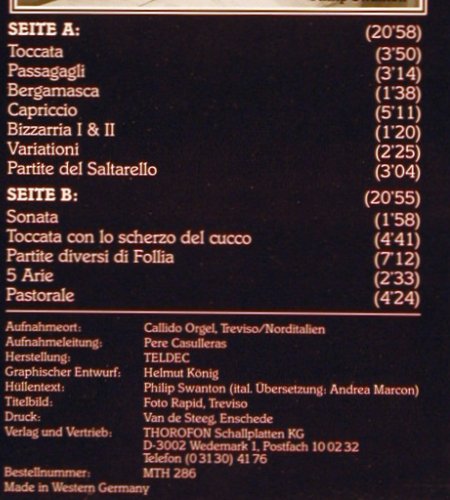 SEITE A: (20'58)
Toccata (3'50)
Passagagli (3'14)
Bergamasca (1'38)
Capriccio (5'11)
Bizzarria I & II (1'20)
Variationi (2'25)
Partite del Saltarello (3'04)
SEITE B: (20'55)
Sonata (1'58)
Toccata con lo scherzo del cucco (4'41)
Partite diversi di Follia (7'12)
5 Arie (2'33)
Pastorale (4'24)
Aufnahmeort: Callido Orgel, Treviso/Norditalien
Aufnahmeleitung: Pere Casulleras
Herstellung: TELDEC
Graphischer Entwurf: Helmut König
Hüllentext: Philip Swanton (ital. Übersetzung: Andrea Marcon)
Titelbild: Foto Rapid, Treviso
Druck: Van de Steeg, Enschede
Verlag und Vertrieb: THOROFON Schallplatten KG
D-3002 Wedemark 1, Postfach 10 02 32
Telefon (0 31 30) 41 76
Bestellnummer: MTH 286
Made in Western Germany